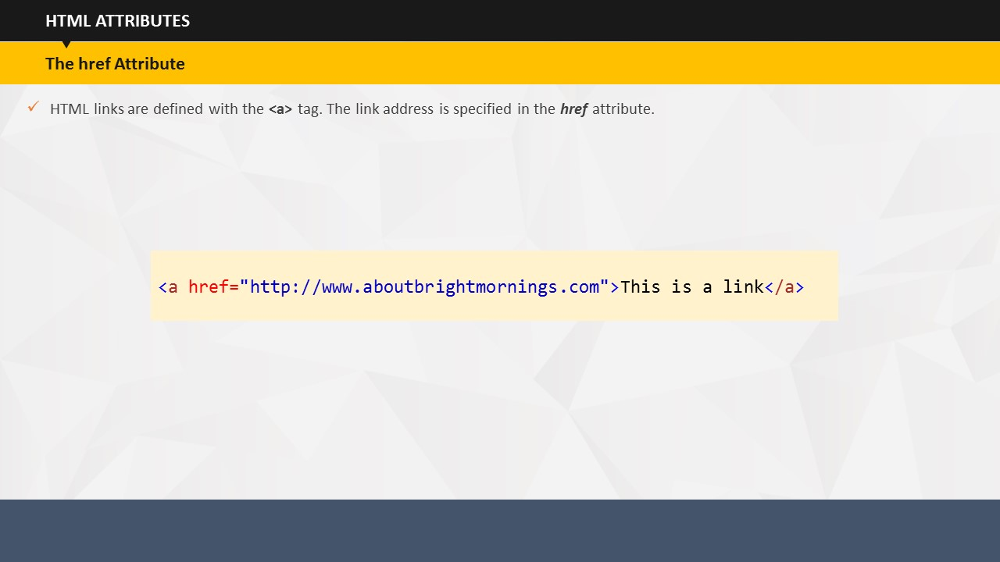 HTML ATTRIBUTES
The href Attribute
✓ HTML links are defined with the <a> tag. The link address is specified in the href attribute.
<a href="http://www.aboutbrightmornings.com">This is a link</a>